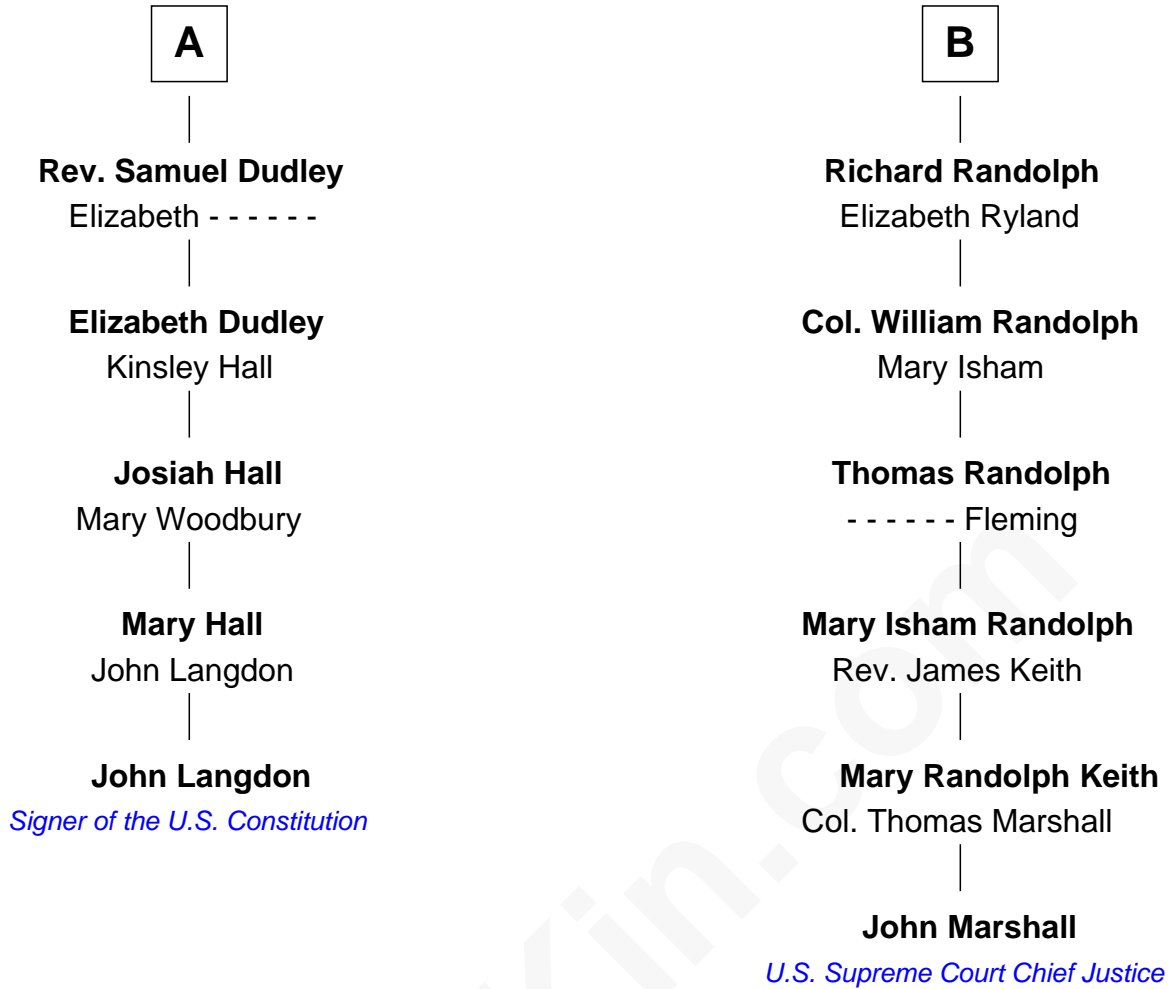 A
Rev. Samuel Dudley
Elizabeth - - - - - -
Elizabeth Dudley
Kinsley Hall
Josiah Hall
Mary Woodbury
Mary Hall
John Langdon
John Langdon
Signer of the U.S. Constitution
B
Richard Randolph
Elizabeth Ryland
Col. William Randolph
Mary Isham
Thomas Randolph
- - - - - - Fleming
Mary Isham Randolph
Rev. James Keith
Mary Randolph Keith
Col. Thomas Marshall
John Marshall
U.S. Supreme Court Chief Justice